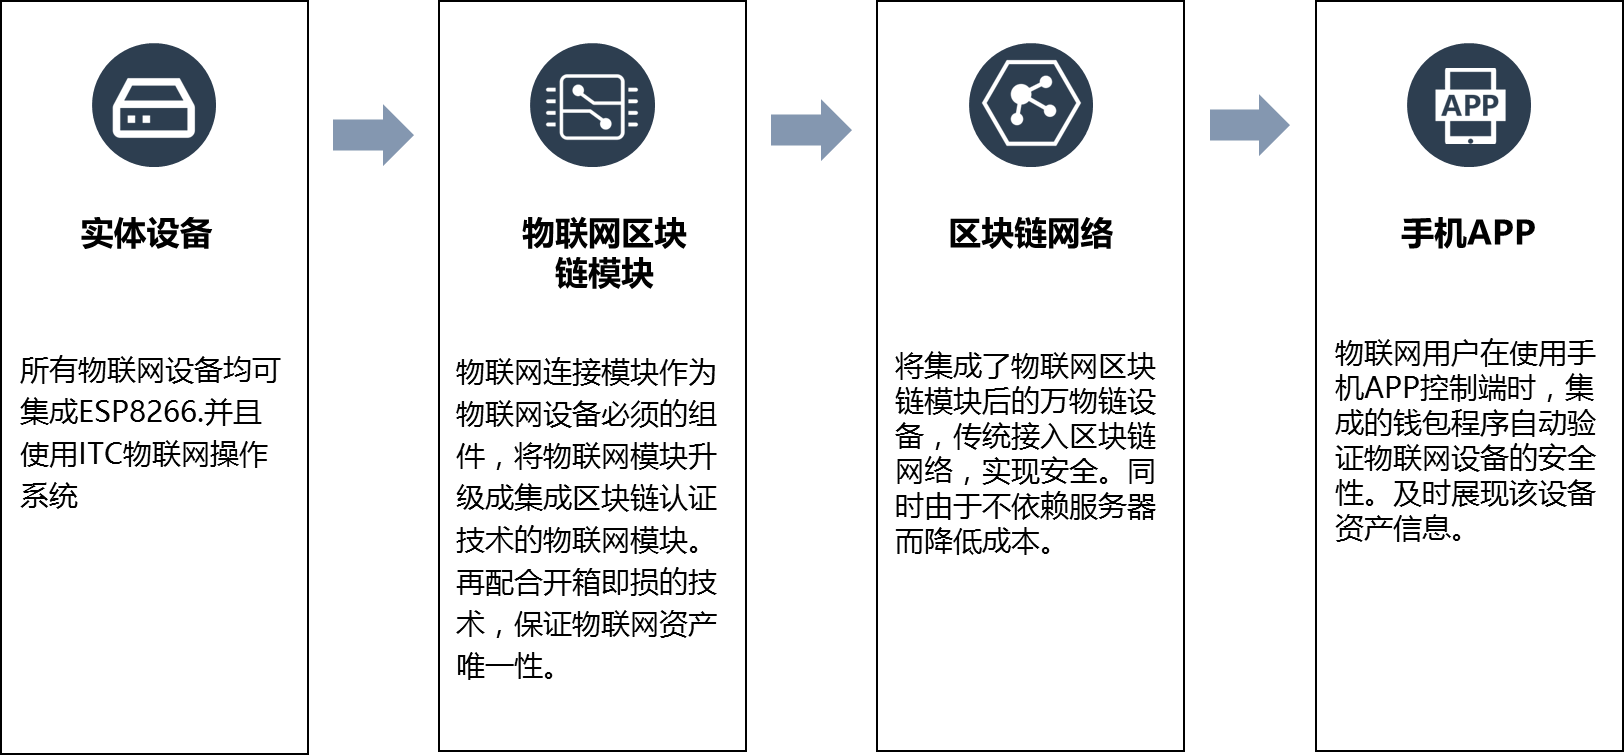 实体设备
所有物联网设备均可
集成ESP8266.并且
使用ITC物联网操作
系统
物联网区块
链模块
物联网连接模块作为
物联网设备必须的组
件，将物联网模块升
级成集成区块链认证
技术的物联网模块。
再配合开箱即损的技
术，保证物联网资产
唯一性。
区块链网络
将集成了物联网区块
链模块后的万物链设
备，传统接入区块链
网络，实现安全。同
时由于不依赖服务器
而降低成本。
APP
手机APP
物联网用户在使用手
机APP控制端时，集
成的钱包程序自动验
证物联网设备的安全
性。及时展现该设备
资产信息。